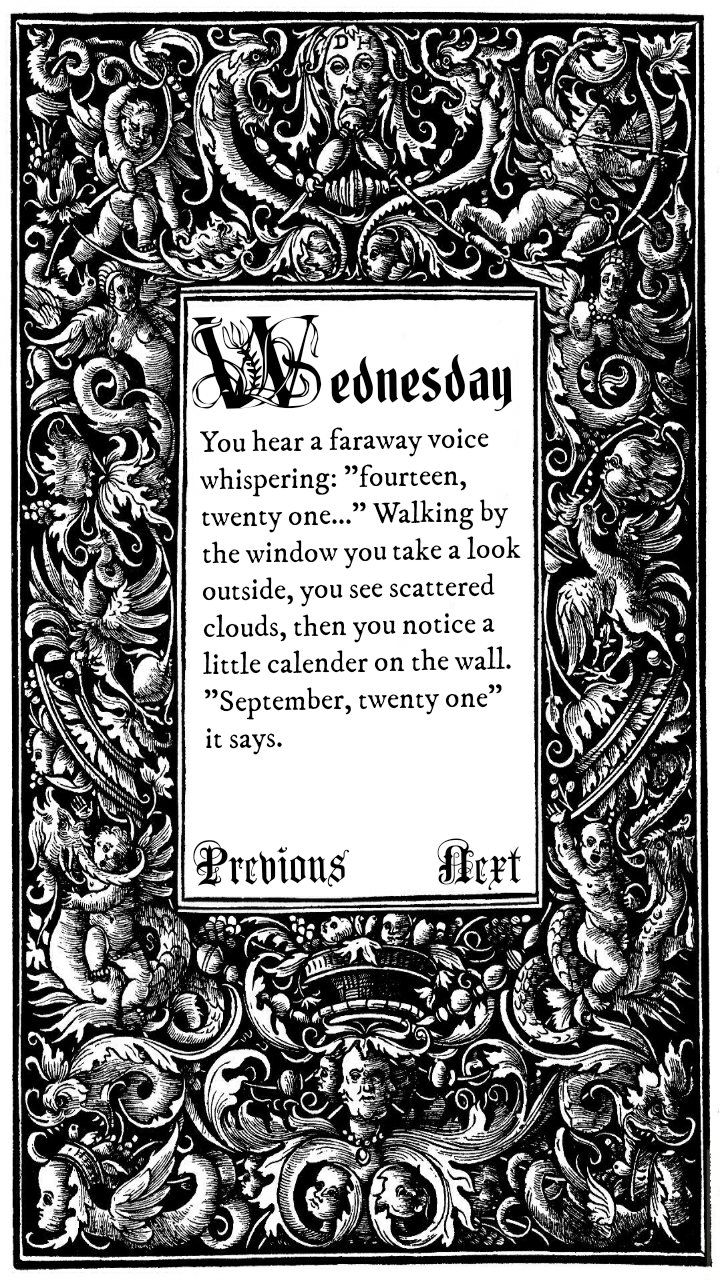 DH
Wednesday
You hear a faraway voice
whispering: ”fourteen,
twenty one...” Walking by
the window you take a look
outside, you see scattered
clouds, then you notice a
little calender on the wall.
”September, twenty one”
it says.
Previous Next